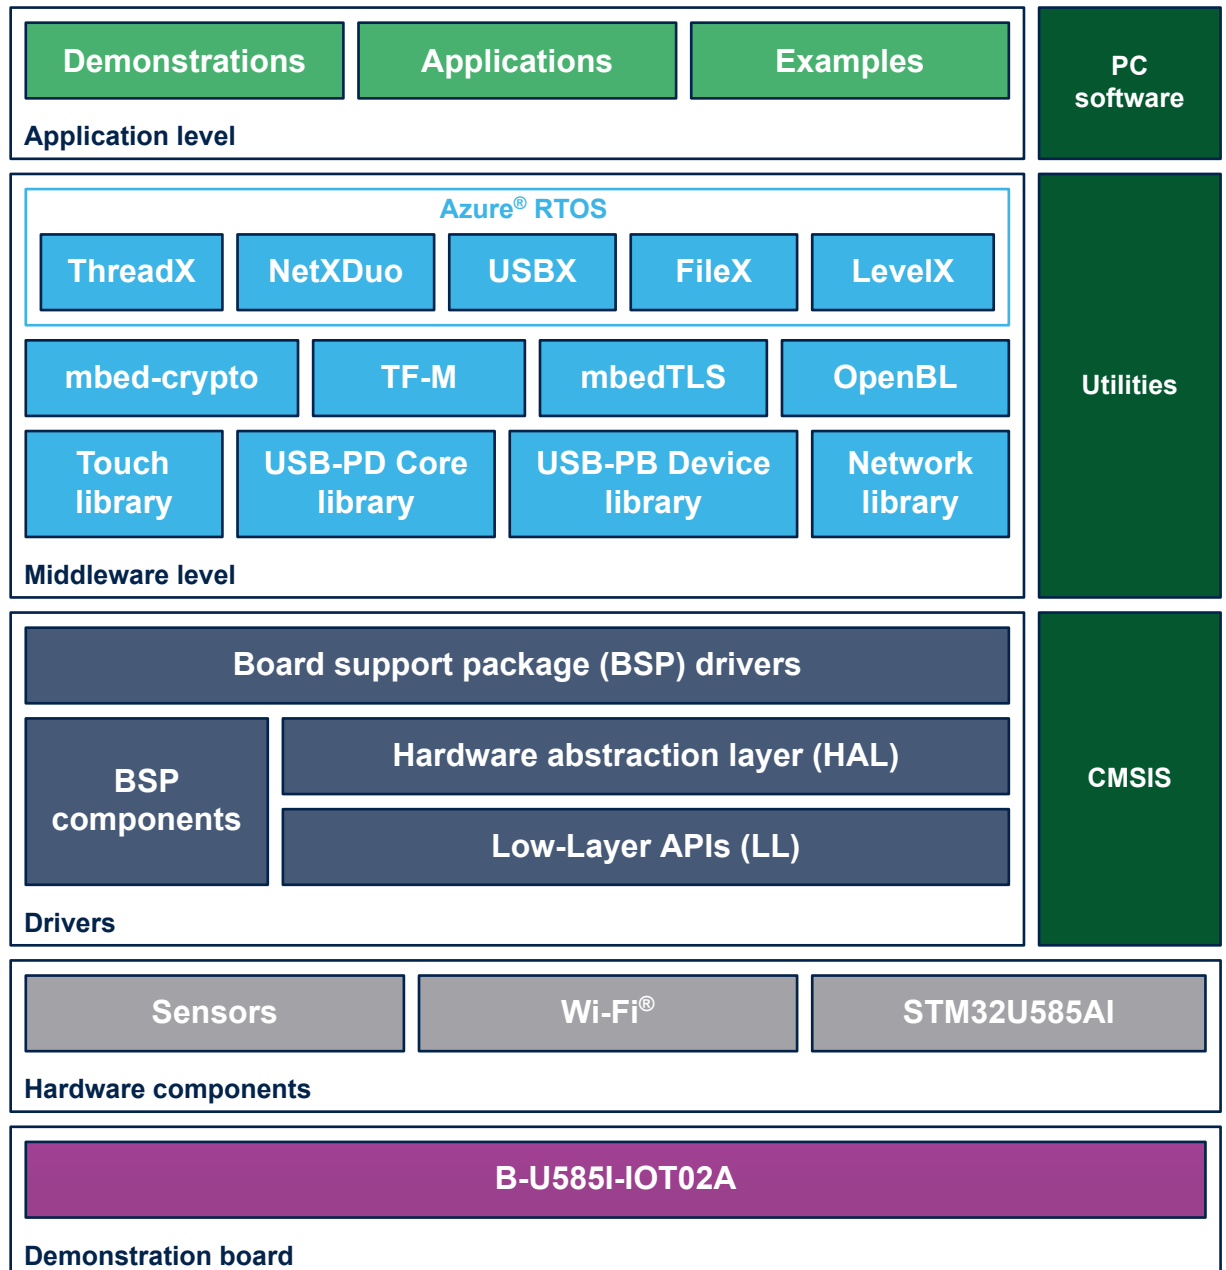 Demonstrations
Applications
Examples
Application level
PC
software
Azure® RTOS
ThreadX
NetXDuo
USBX
FileX
LevelX
mbed-crypto
TF-M
mbedTLS
OpenBL
Touch
library
USB-PD Core
library
USB-PB Device
library
Network
library
Middleware level
Utilities
Board support package (BSP) drivers
BSP
components
Hardware abstraction layer (HAL)
Low-Layer APIs (LL)
Drivers
CMSIS
Sensors
Wi-Fi®
STM32U585AI
Hardware components
B-U585I-IOT02A
Demonstration board